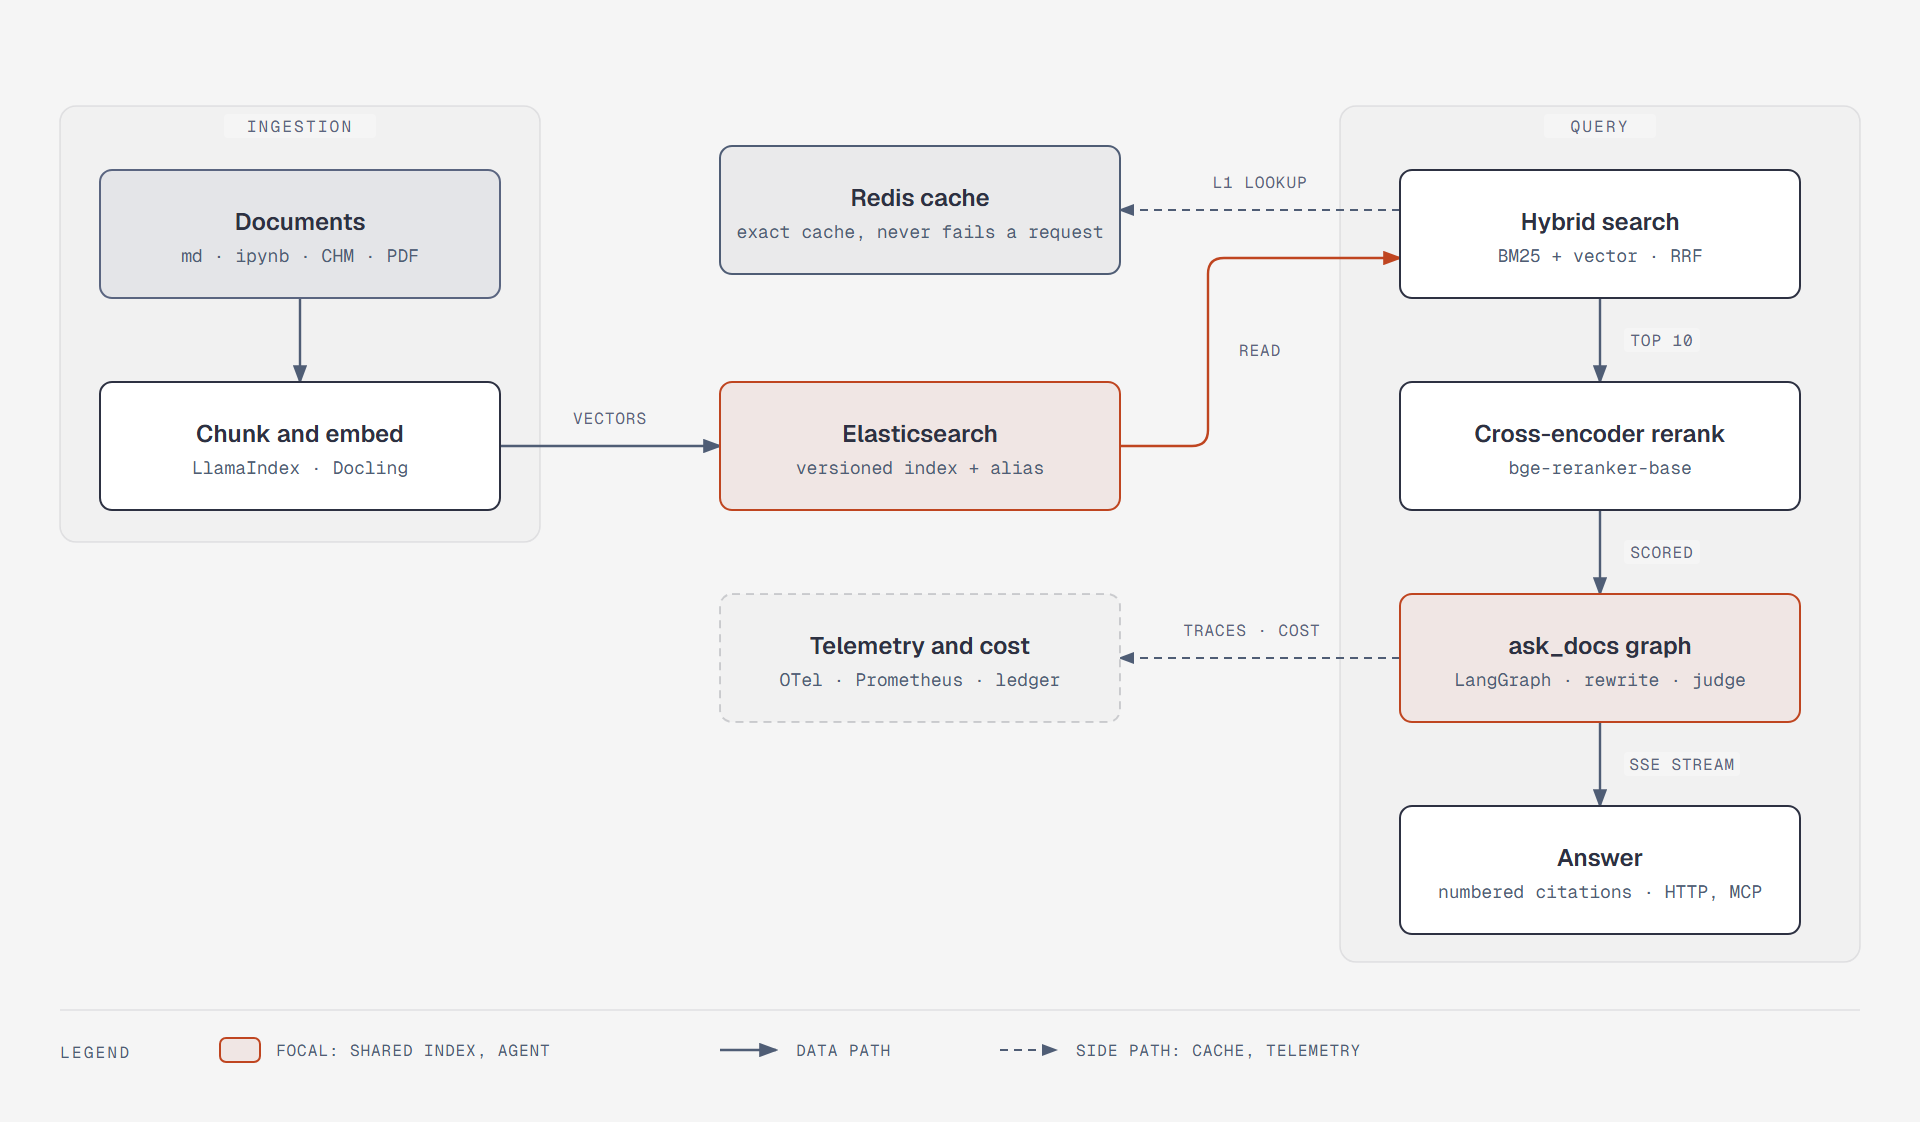 INGESTION
Documents
md · ipynb · CHM · PDF
Chunk and embed
LlamaIndex · Docling
VECTORS
Redis cache
exact cache, never fails a request
Elasticsearch
versioned index + alias
Telemetry and cost
OTel · Prometheus · ledger
L1 LOOKUP
READ
TRACES · COST
QUERY
Hybrid search
BM25 + vector · RRF
TOP 10
Cross-encoder rerank
bge-reranker-base
SCORED
ask_docs graph
LangGraph · rewrite · judge
SSE STREAM
Answer
numbered citations · HTTP, MCP
LEGEND
FOCAL: SHARED INDEX, AGENT
DATA PATH
SIDE PATH: CACHE, TELEMETRY